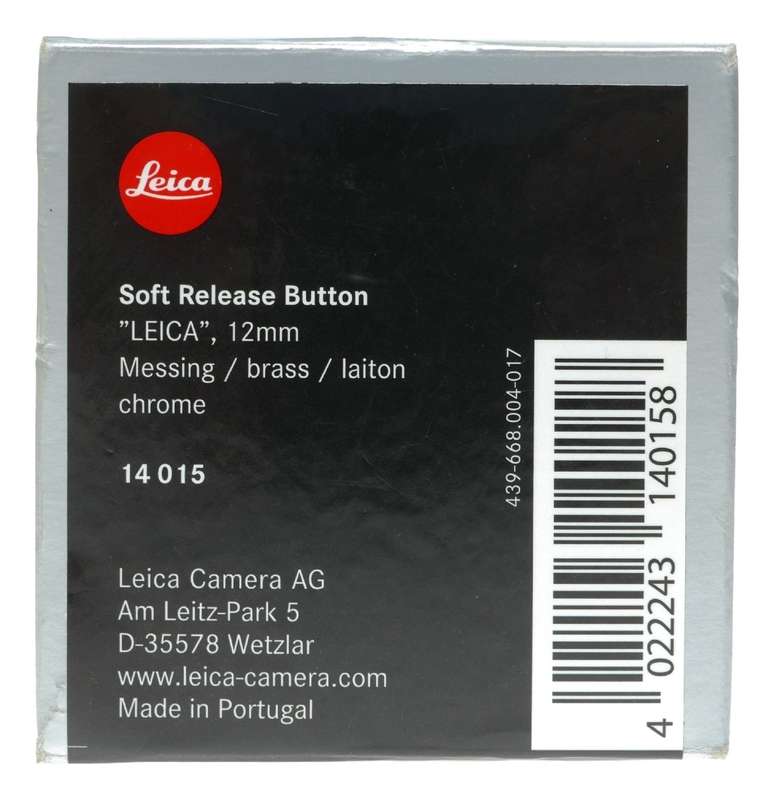 Leica
Soft Release Button
"LEICA", 12mm
Messing / brass / laiton
chrome
14 015
Leica Camera AG
Am Leitz-Park 5
D-35578 Wetzlar
www.leica-camera.com
Made in Portugal
439-668.004-017
4 022243 140158